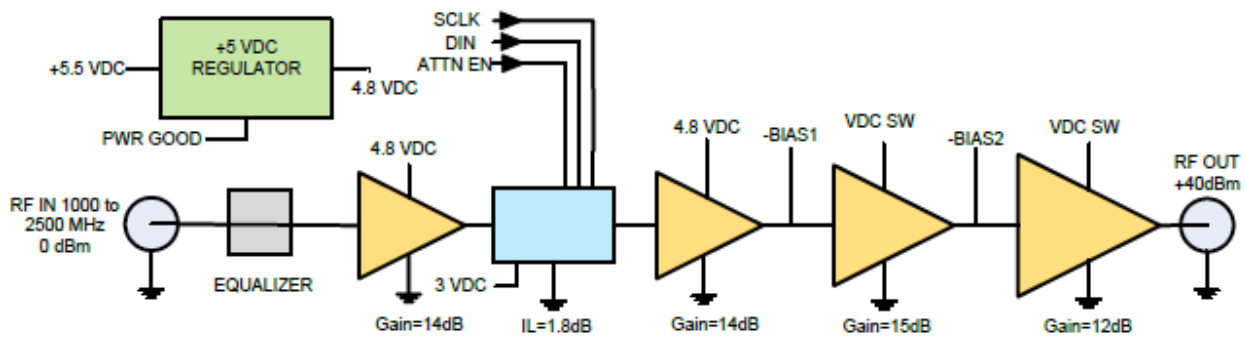 SCLK
DIN
ATTN EN
+5 VDC
REGULATOR
+5.5 VDC
4.8 VDC
PWR GOOD
4.8 VDC
4.8 VDC
-BIAS1
VDC SW
-BIAS2
VDC SW
RF OUT
+40dBm
RF IN 1000 to
2500 MHz
0 dBm
EQUALIZER
3 VDC
Gain=14dB
IL=1.8dB
Gain=14dB
Gain=15dB
Gain=12dB